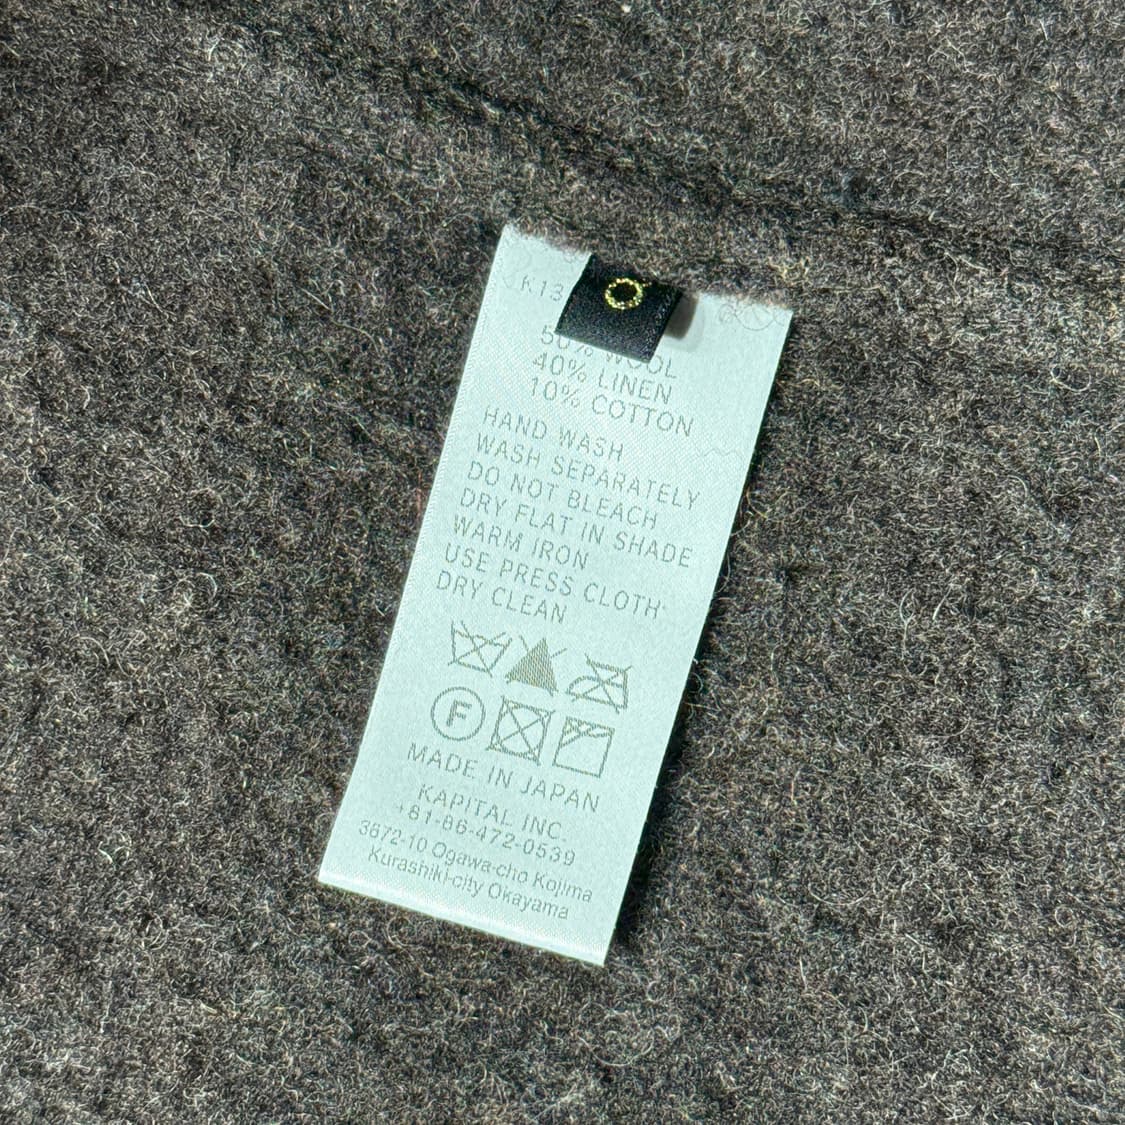 K13
50% WOOL
40% LINEN
10% COTTON
HAND WASH
WASH SEPARATELY
DO NOT BLEACH
DRY FLAT IN SHADE
WARM IRON
USE PRESS CLOTH
DRY CLEAN
F
MADE IN JAPAN
KAPITAL INC.
+81-86-472-0539
3672-10 Ogawa-cho Kojima
Kurashiki-city Okayama